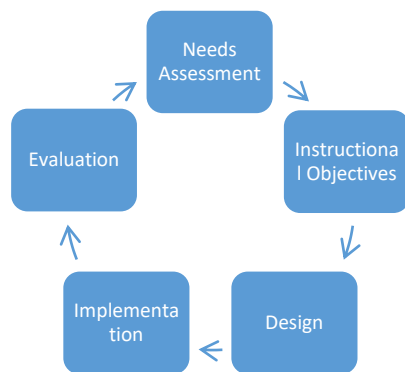 Needs
Assessment
Instructiona
l Objectives
Design
Implementa
tion
Evaluation